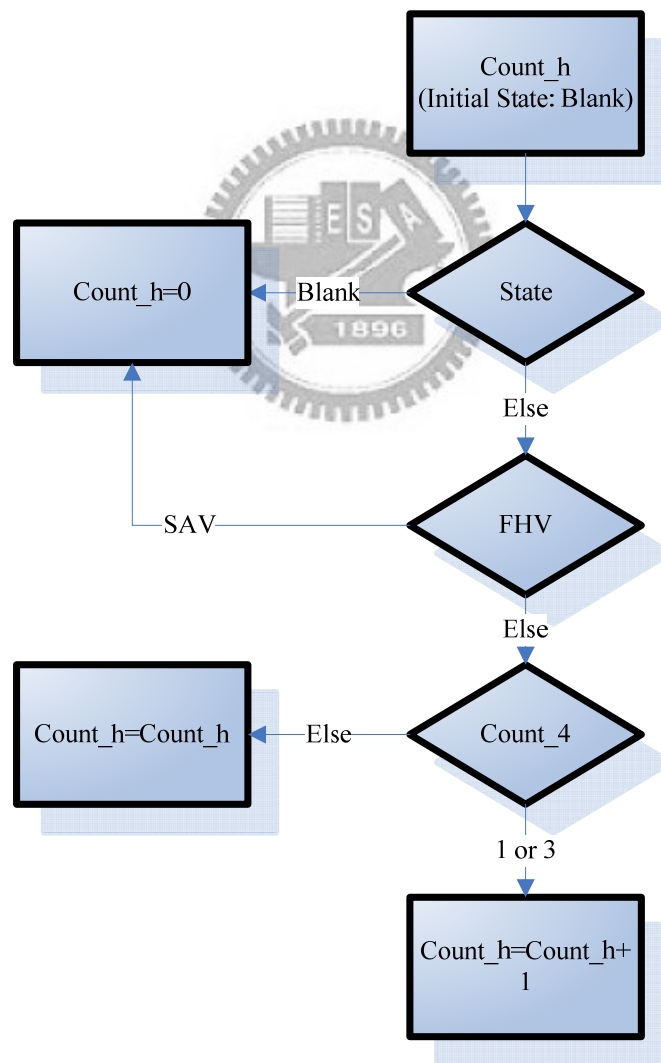 Count_h
(Initial State: Blank)
E S A
Count_h=0
Blank
State
1896
Else
SAV
FHV
Else
Count_h=Count_h
Else
Count_4
1 or 3
Count_h=Count_h+
1